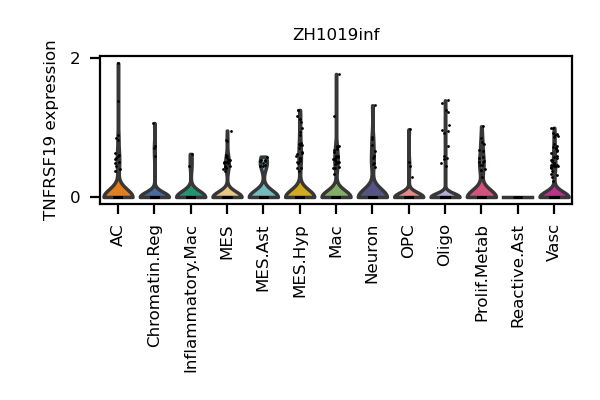 ZH1019inf
TNFRSF19 expression
2
0
AC
Chromatin.Reg
Inflammatory.Mac
MES
MES.Ast
MES.Hyp
Mac
Neuron
OPC
Oligo
Prolif.Metab
Reactive.Ast
Vasc